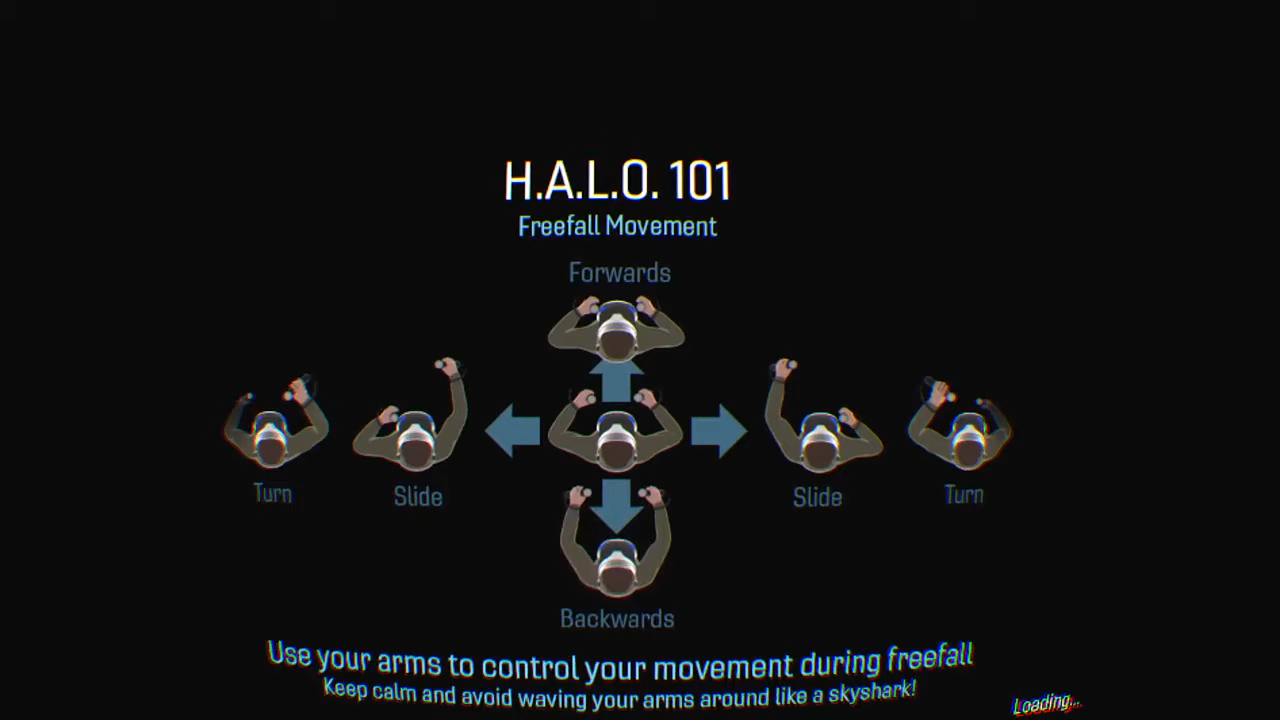 H.A.L.O. 101
Freefall Movement
Forwards
Turn
Slide
Slide
Turn
Backwards
Use your arms to control your movement during freefall
Keep calm and avoid waving your arms around like a skyshark!
Loading...